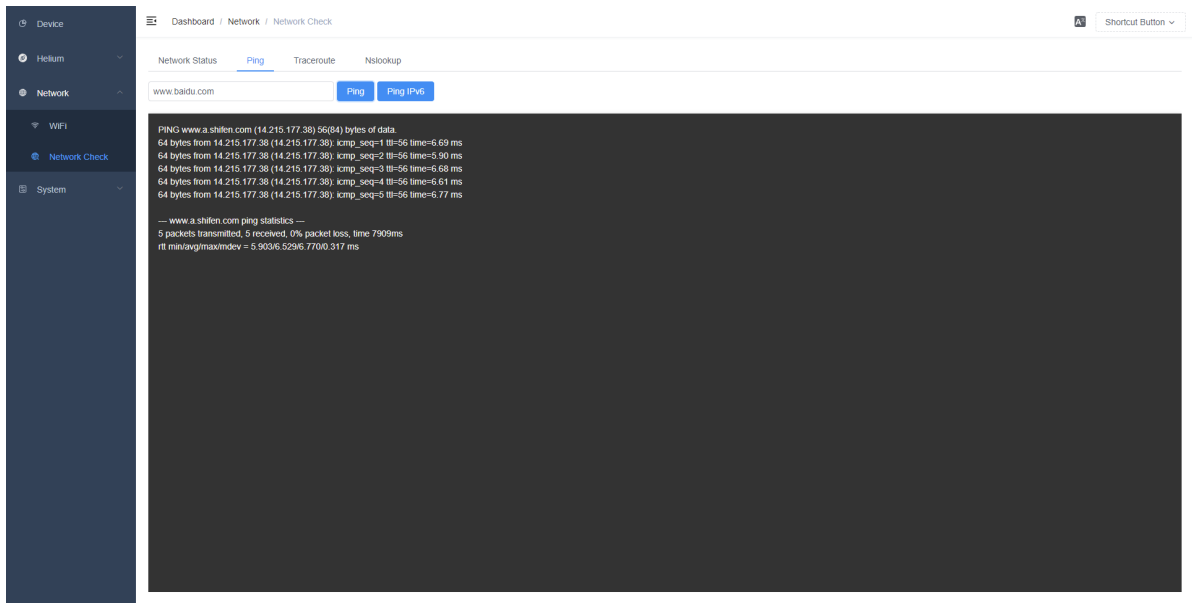 Device
Helium
Network
WiFi
Network Check
System
Dashboard / Network / Network Check
Shortcut Button
Network Status Ping Traceroute Nslookup
www.baidu.com Ping Ping IPv6
PING www.a.shifen.com (14.215.177.38) 56(84) bytes of data.
64 bytes from 14.215.177.38 (14.215.177.38): icmp_seq=1 ttl=56 time=6.69 ms
64 bytes from 14.215.177.38 (14.215.177.38): icmp_seq=2 ttl=56 time=5.90 ms
64 bytes from 14.215.177.38 (14.215.177.38): icmp_seq=3 ttl=56 time=6.68 ms
64 bytes from 14.215.177.38 (14.215.177.38): icmp_seq=4 ttl=56 time=6.61 ms
64 bytes from 14.215.177.38 (14.215.177.38): icmp_seq=5 ttl=56 time=6.77 ms
--- www.a.shifen.com ping statistics ---
5 packets transmitted, 5 received, 0% packet loss, time 7909ms
rtt min/avg/max/mdev = 5.903/6.529/6.770/0.317 ms